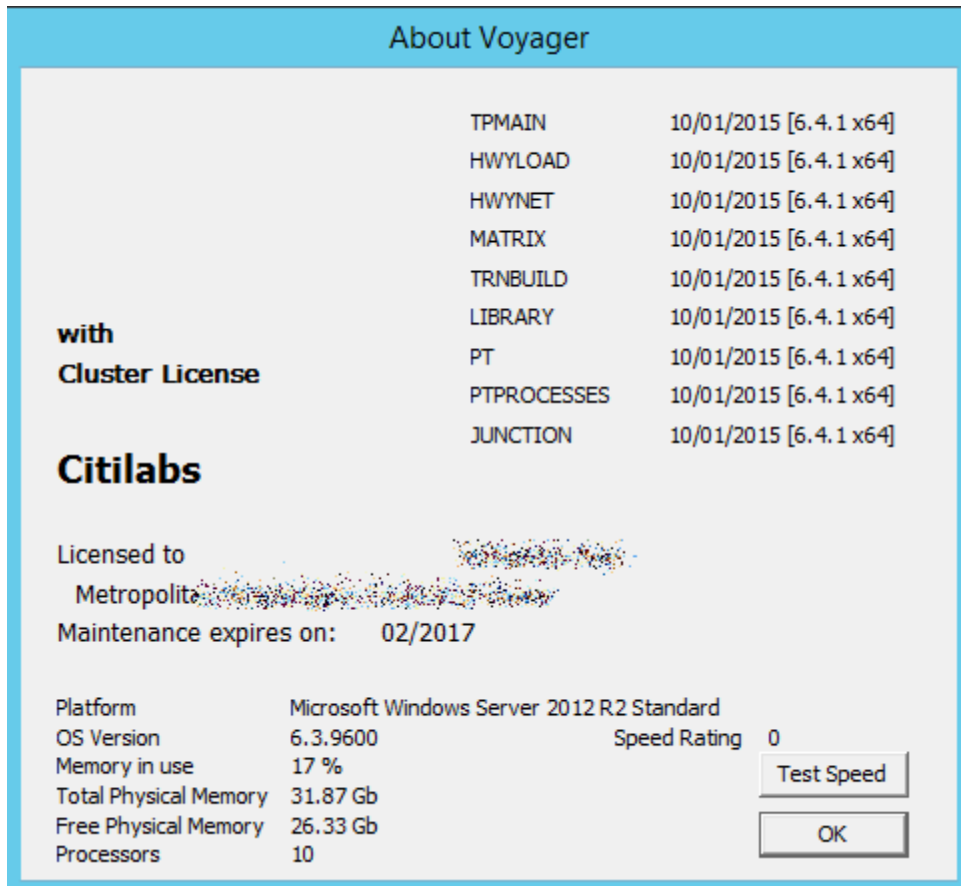 About Voyager
TPMAIN 10/01/2015 [6.4.1 x64]
HWYLOAD 10/01/2015 [6.4.1 x64]
HWYNET 10/01/2015 [6.4.1 x64]
MATRIX 10/01/2015 [6.4.1 x64]
TRNBUILD 10/01/2015 [6.4.1 x64]
LIBRARY 10/01/2015 [6.4.1 x64]
with
PT 10/01/2015 [6.4.1 x64]
Cluster License
PTPROCESSES 10/01/2015 [6.4.1 x64]
JUNCTION 10/01/2015 [6.4.1 x64]
Citilabs
Licensed to
Maintenance expires on: 02/2017
Platform Microsoft Windows Server 2012 R2 Standard
OS Version 6.3.9600 Speed Rating 0
Memory in use 17 %
Test Speed
Total Physical Memory 31.87 Gb
Free Physical Memory 26.33 Gb
OK
Processors 10